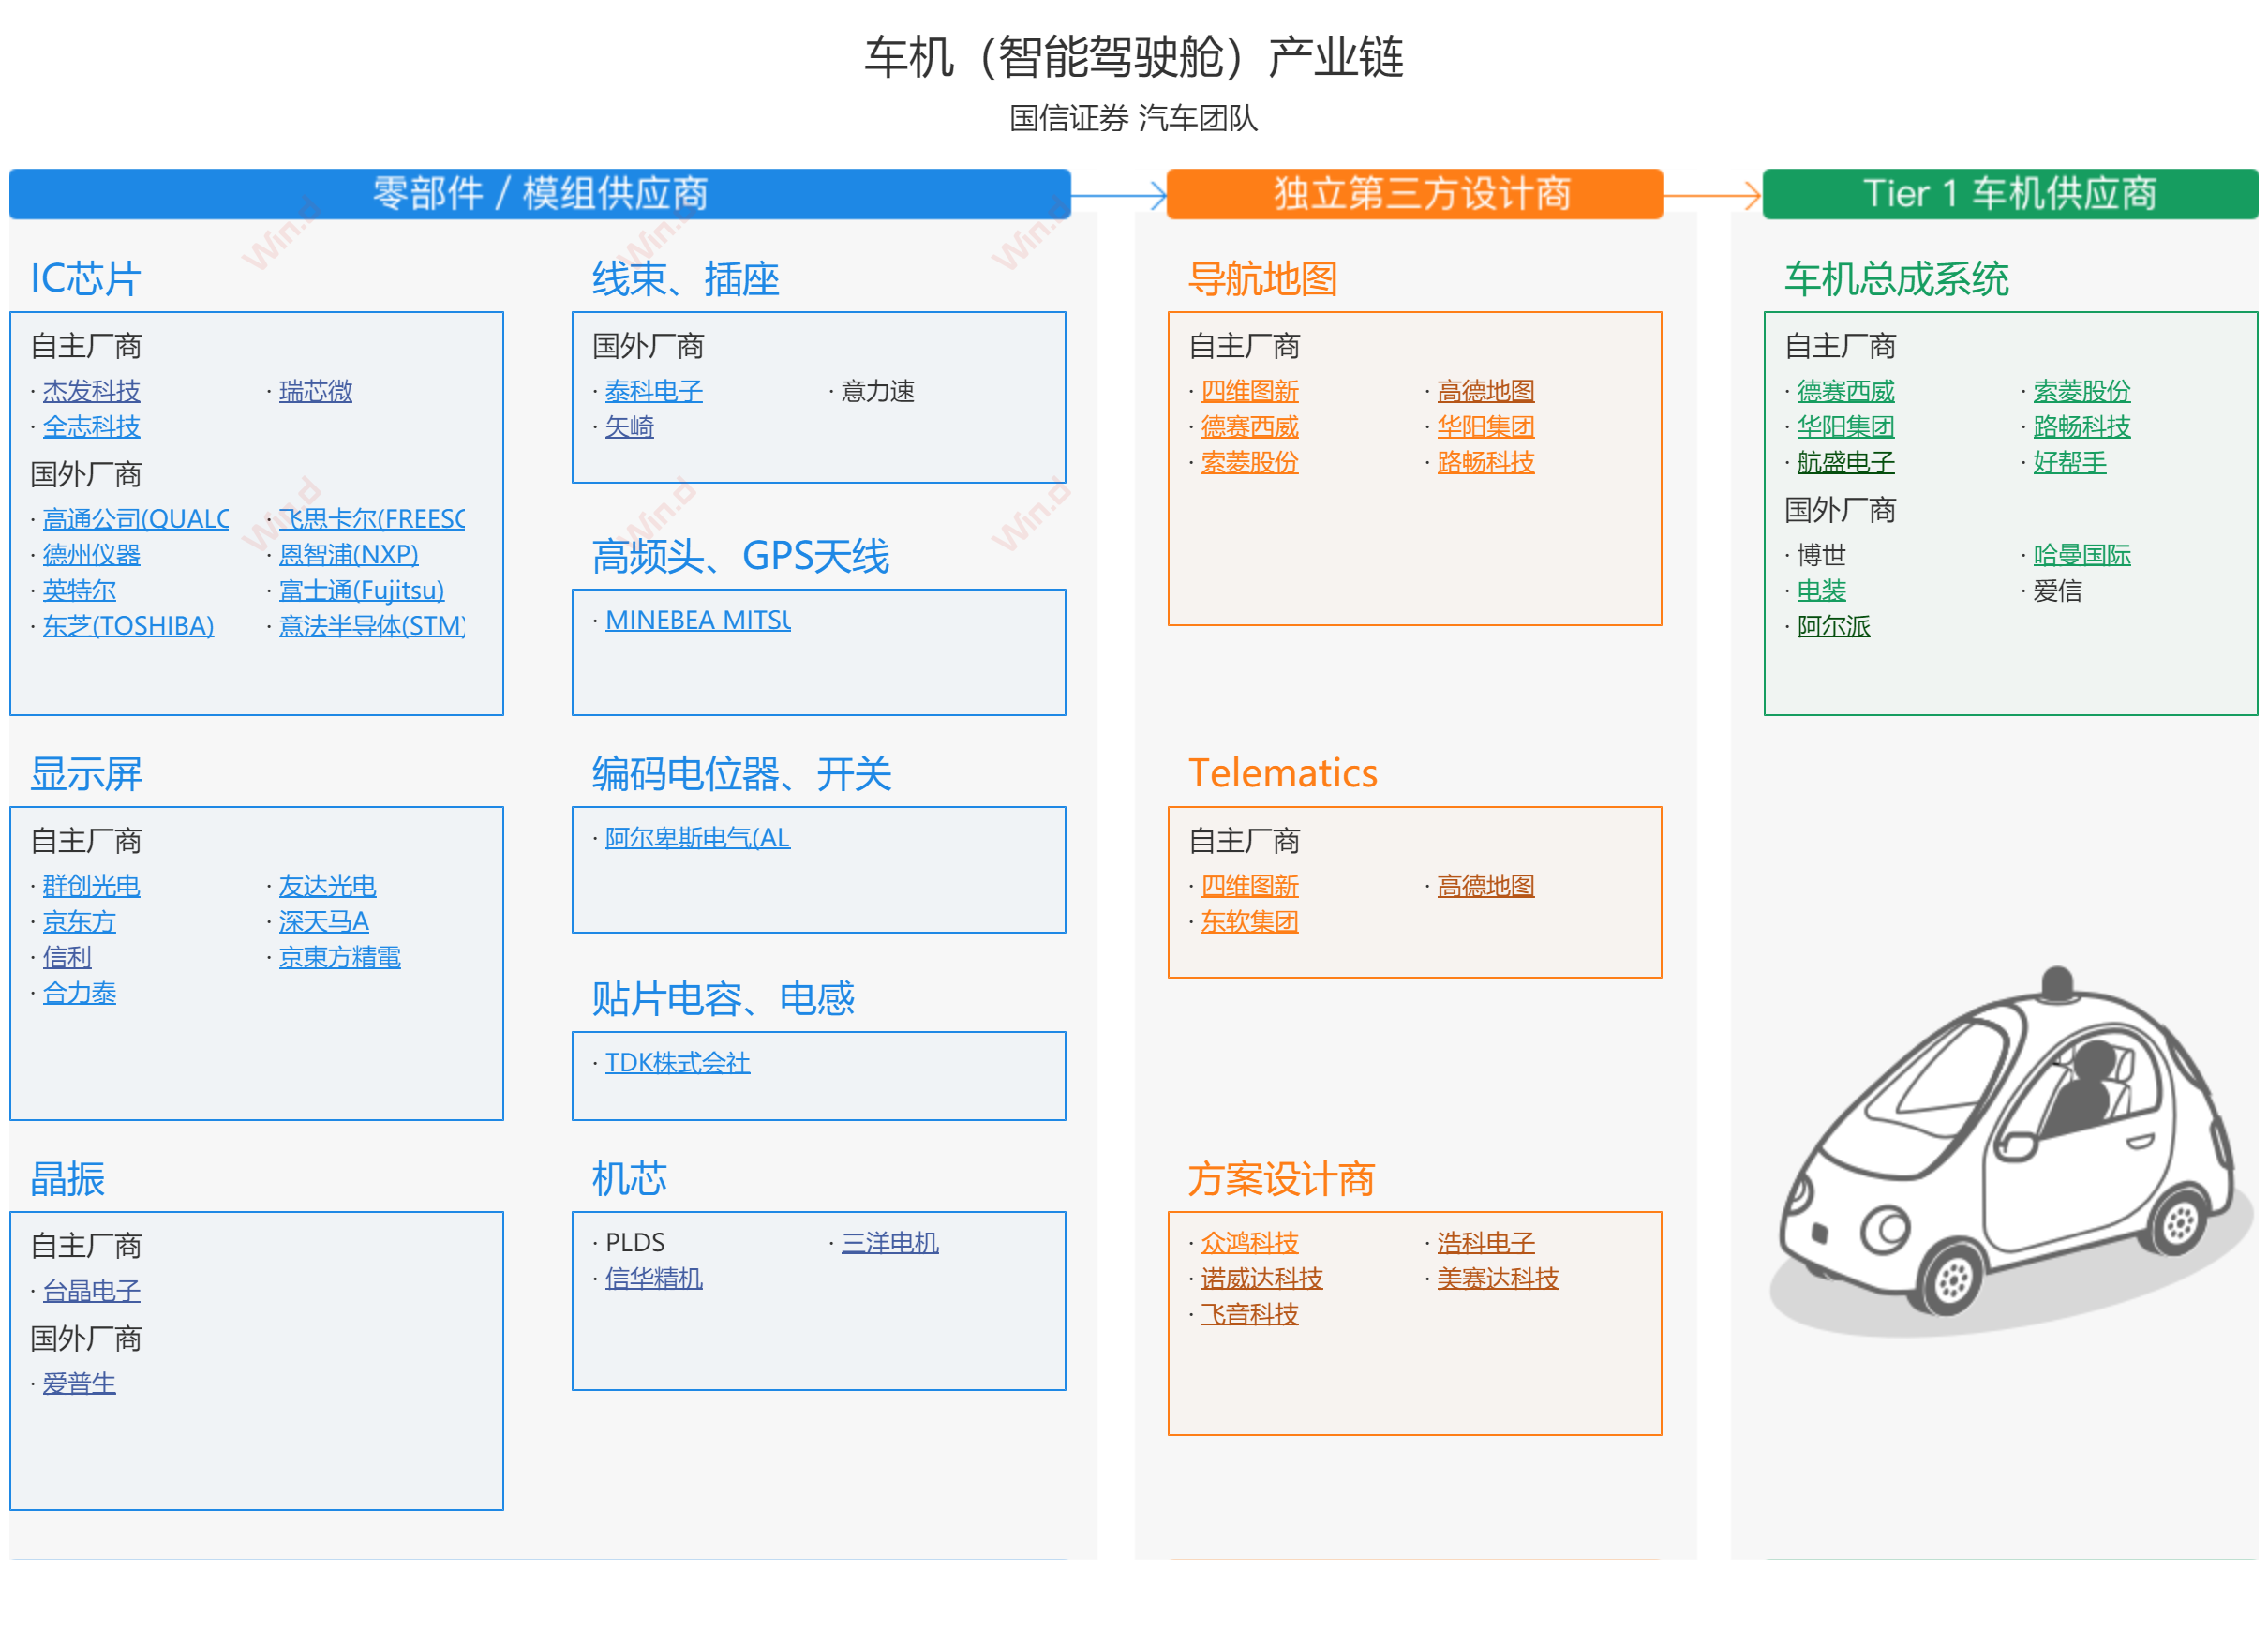 车机（智能驾驶舱）产业链
国信证券 汽车团队
零部件 / 模组供应商
IC芯片
自主厂商
· 杰发科技 · 瑞芯微
· 全志科技
国外厂商
· 高通公司(QUALC · 飞思卡尔(FREESC
· 德州仪器 · 恩智浦(NXP)
· 英特尔 · 富士通(Fujitsu)
· 东芝(TOSHIBA) · 意法半导体(STM)
显示屏
自主厂商
· 群创光电 · 友达光电
· 京东方 · 深天马A
· 信利 · 京東方精電
· 合力泰
晶振
自主厂商
· 台晶电子
国外厂商
· 爱普生
线束、插座
国外厂商
· 泰科电子 · 意力速
· 矢崎
高频头、GPS天线
· MINEBEA MITSU
编码电位器、开关
· 阿尔卑斯电气(AL
贴片电容、电感
· TDK株式会社
机芯
· PLDS · 三洋电机
· 信华精机
独立第三方设计商
导航地图
自主厂商
· 四维图新 · 高德地图
· 德赛西威 · 华阳集团
· 索菱股份 · 路畅科技
Telematics
自主厂商
· 四维图新 · 高德地图
· 东软集团
方案设计商
· 众鸿科技 · 浩科电子
· 诺威达科技 · 美赛达科技
· 飞音科技
Tier 1 车机供应商
车机总成系统
自主厂商
· 德赛西威 · 索菱股份
· 华阳集团 · 路畅科技
· 航盛电子 · 好帮手
国外厂商
· 博世 · 哈曼国际
· 电装 · 爱信
· 阿尔派
Win.d
Win.d
Win.d
Win.d
Win.d
Win.d